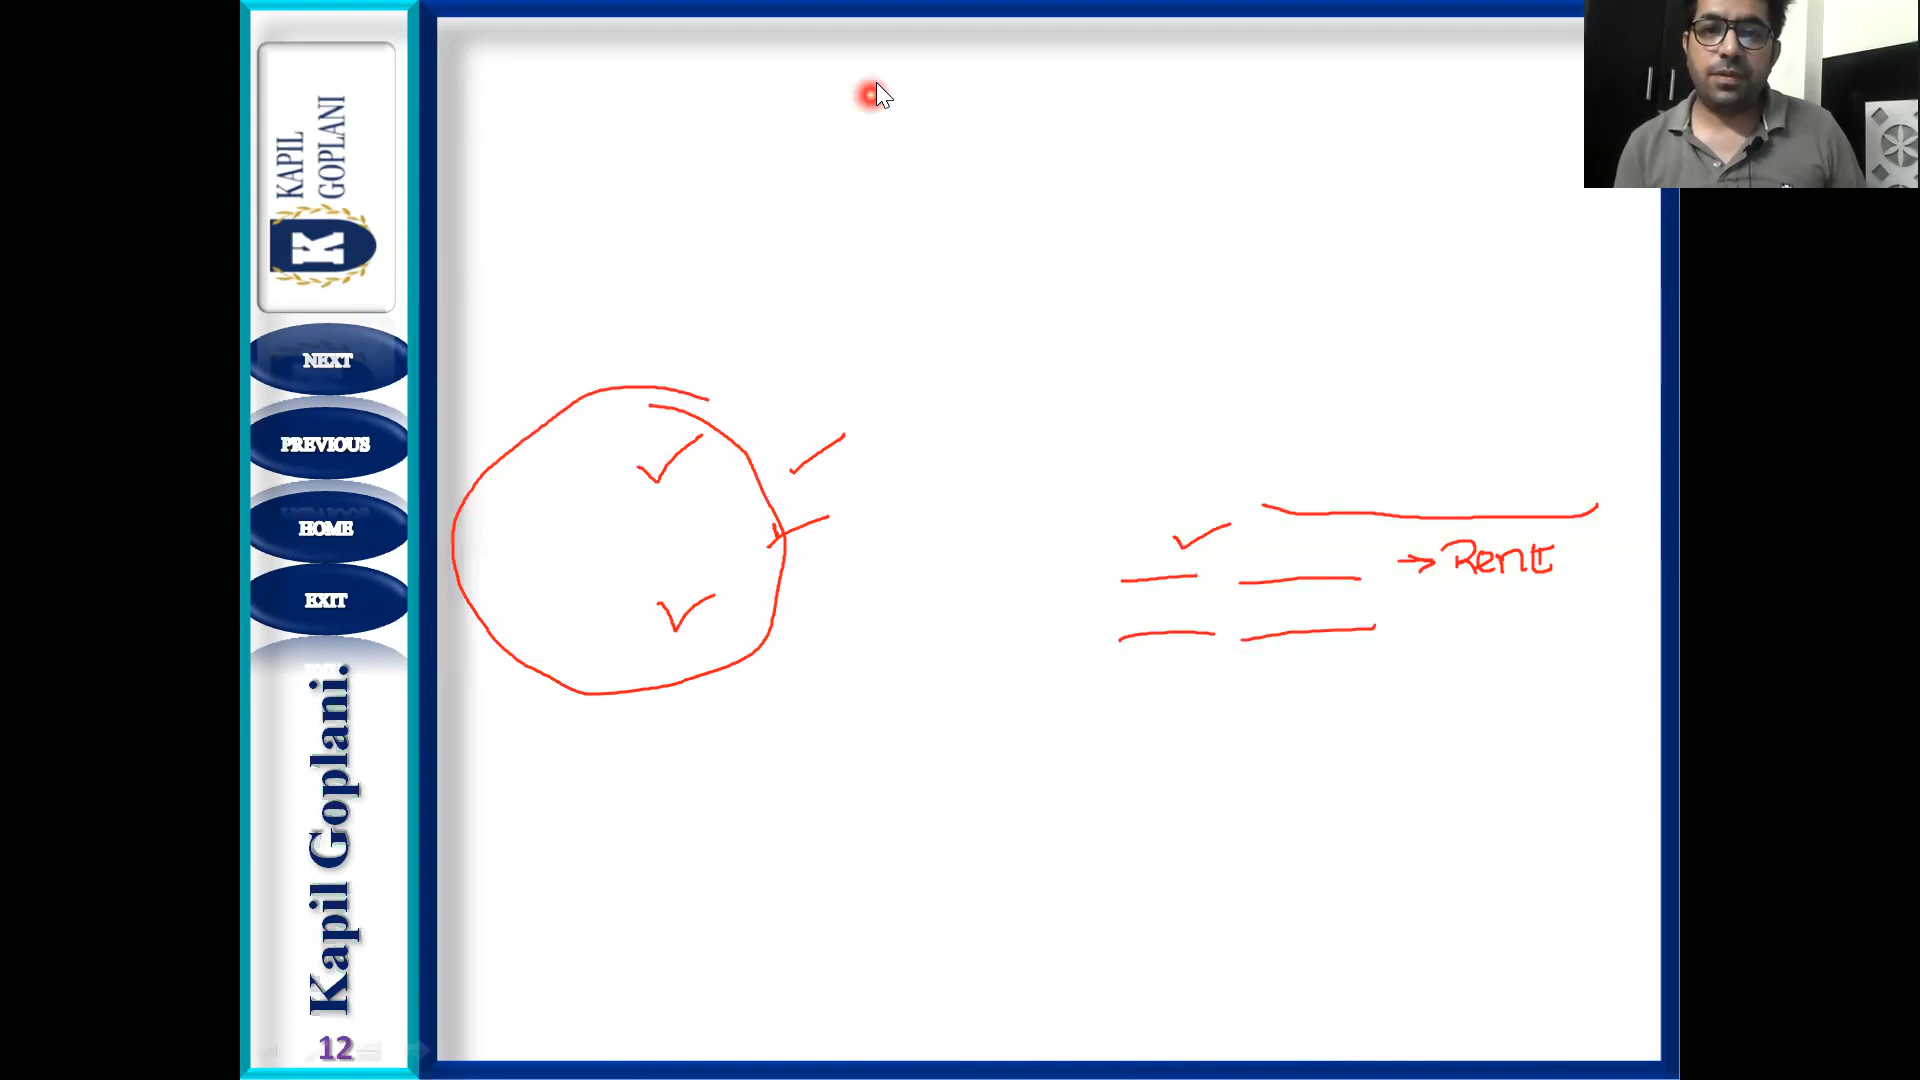 KAPIL
GOPLANI
K
NEXT
PREVIOUS
HOME
EXIT
Kapil Goplani.
12
→ Rent